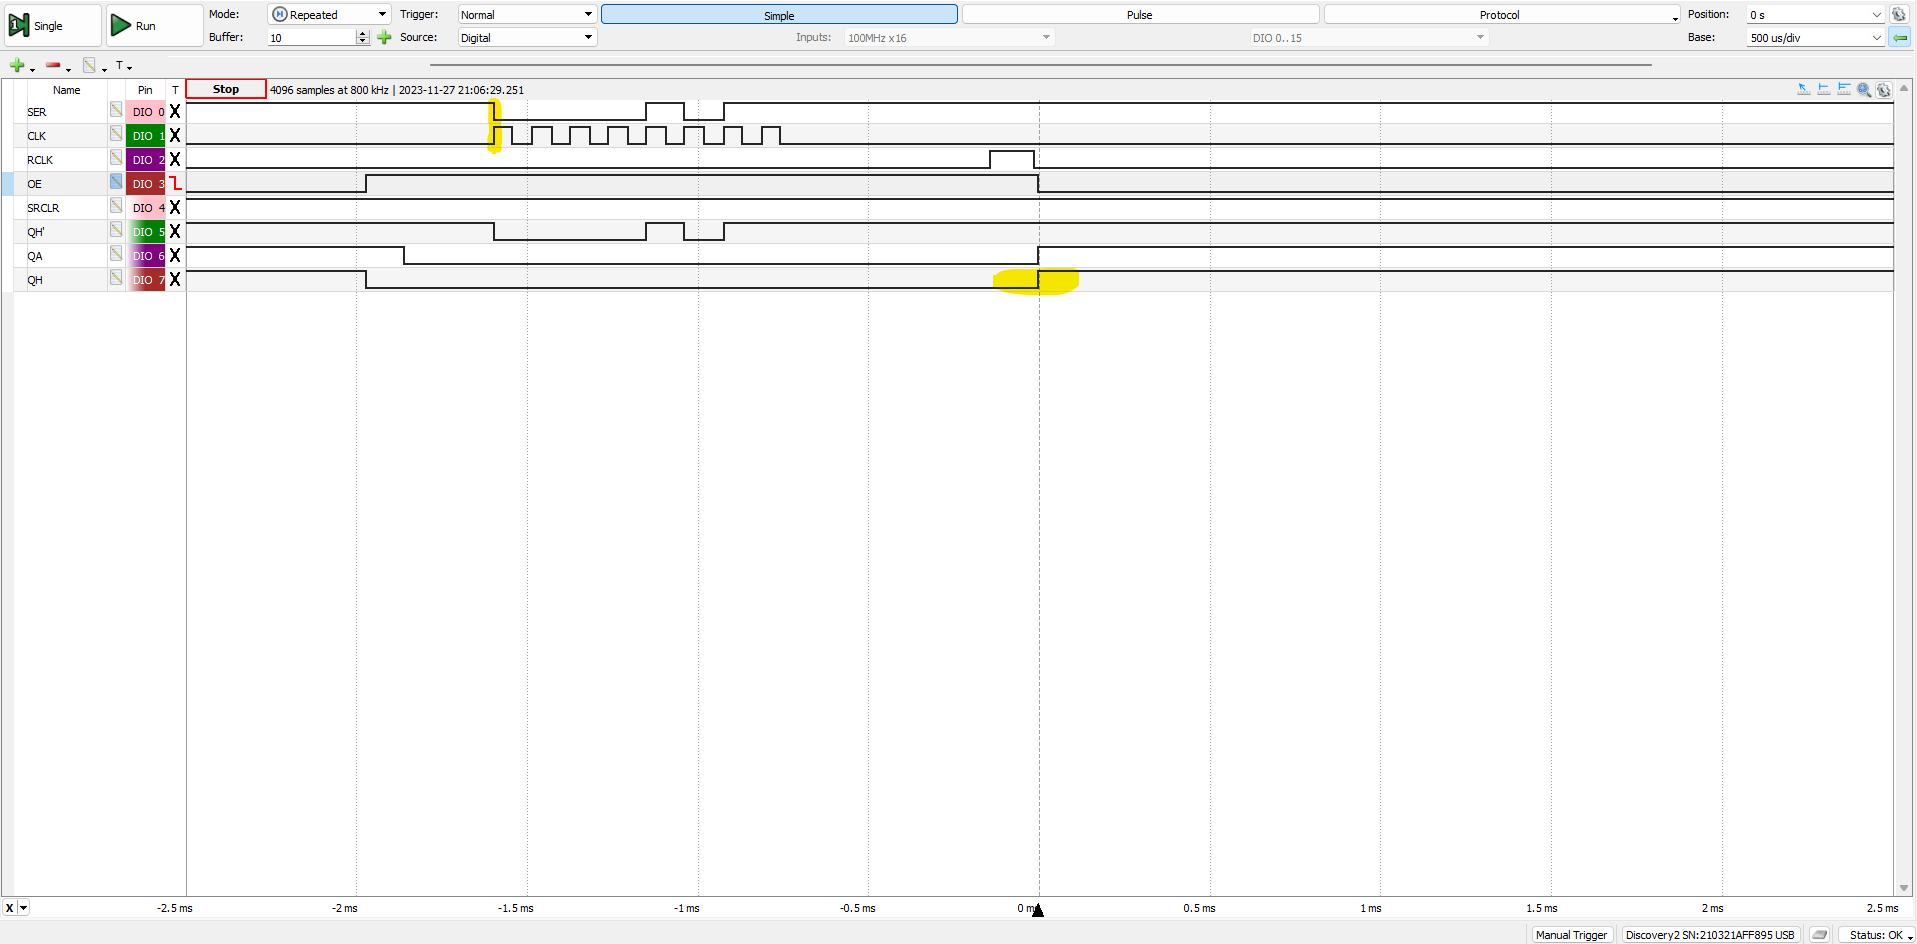 Single Run Mode: Repeated Trigger: Normal Simple Pulse Protocol Position: 0 s
Buffer: 10 Source: Digital Inputs: 100MHz x16 DIO 0..15 Base: 500 us/div
T
Name Pin T Stop 4096 samples at 800 kHz | 2023-11-27 21:06:29.251
SER DIO 0 X
CLK DIO 1 X
RCLK DIO 2 X
OE DIO 3
SRCLR DIO 4 X
QH' DIO 5 X
QA DIO 6 X
QH DIO 7 X
X -2.5 ms -2 ms -1.5 ms -1 ms -0.5 ms 0 ms 0.5 ms 1 ms 1.5 ms 2 ms 2.5 ms
Manual Trigger Discovery2 SN:210321AFF895 USB Status: OK